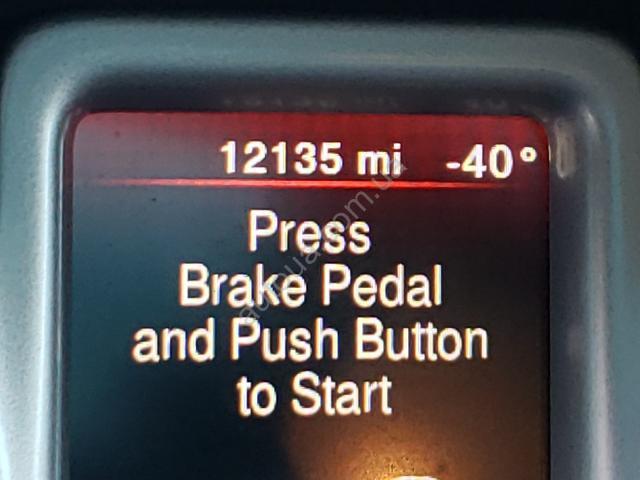 12135 mi -40°
Press
Brake Pedal
and Push Button
to Start